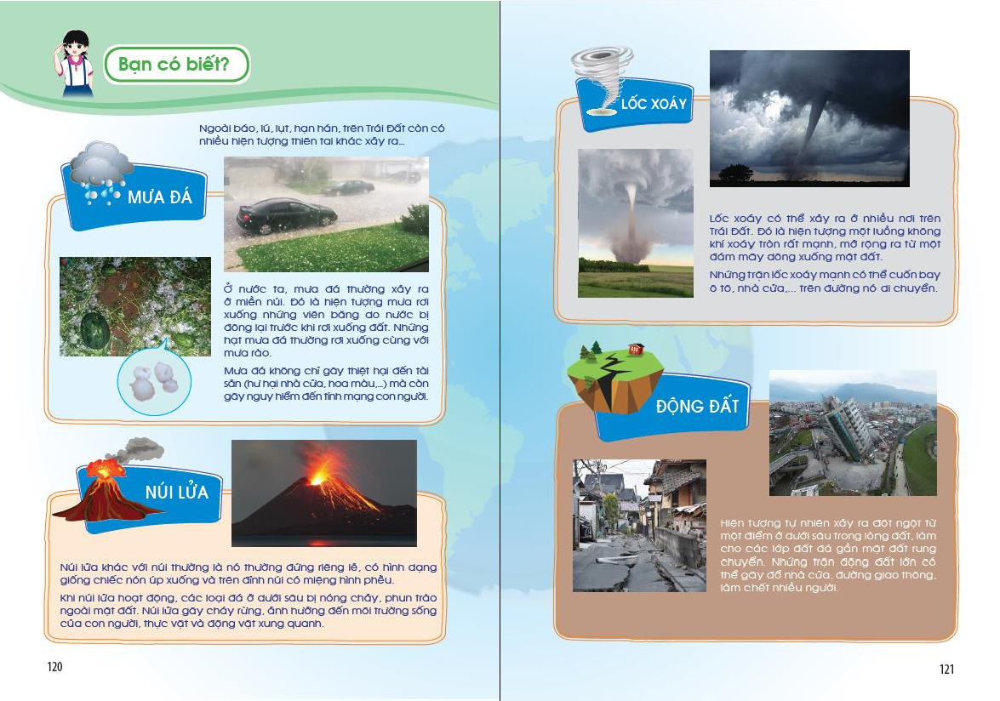 Bạn có biết?
Ngoài bão, lũ, lụt, hạn hán, trên Trái Đất còn có
nhiều hiện tượng thiên tai khác xảy ra...
MƯA ĐÁ
Ở nước ta, mưa đá thường xảy ra
ở miền núi. Đó là hiện tượng mưa rơi
xuống những viên băng do nước bị
đông lại trước khi rơi xuống đất. Những
hạt mưa đá thường rơi xuống cùng với
mưa rào.
Mưa đá không chỉ gây thiệt hại đến tài
sản (hư hại nhà cửa, hoa màu,...) mà còn
gây nguy hiểm đến tính mạng con người.
NÚI LỬA
Núi lửa khác với núi thường là nó thường đứng riêng lẻ, có hình dạng
giống chiếc nón úp xuống và trên đỉnh núi có miệng hình phễu.
Khi núi lửa hoạt động, các loại đá ở dưới sâu bị nóng chảy, phun trào
ngoài mặt đất. Núi lửa gây cháy rừng, ảnh hưởng đến môi trường sống
của con người, thực vật và động vật xung quanh.
120
LỐC XOÁY
Lốc xoáy có thể xảy ra ở nhiều nơi trên
Trái Đất. Đó là hiện tượng một luồng không
khí xoáy tròn rất mạnh, mở rộng ra từ một
đám mây dông xuống mặt đất.
Những trận lốc xoáy mạnh có thể cuốn bay
ô tô, nhà cửa,... trên đường nó di chuyển.
ĐỘNG ĐẤT
Hiện tượng tự nhiên xảy ra đột ngột từ
một điểm ở dưới sâu trong lòng đất, làm
cho các lớp đất đá gần mặt đất rung
chuyển. Những trận động đất lớn có
thể gây đổ nhà cửa, đường giao thông,
làm chết nhiều người.
121